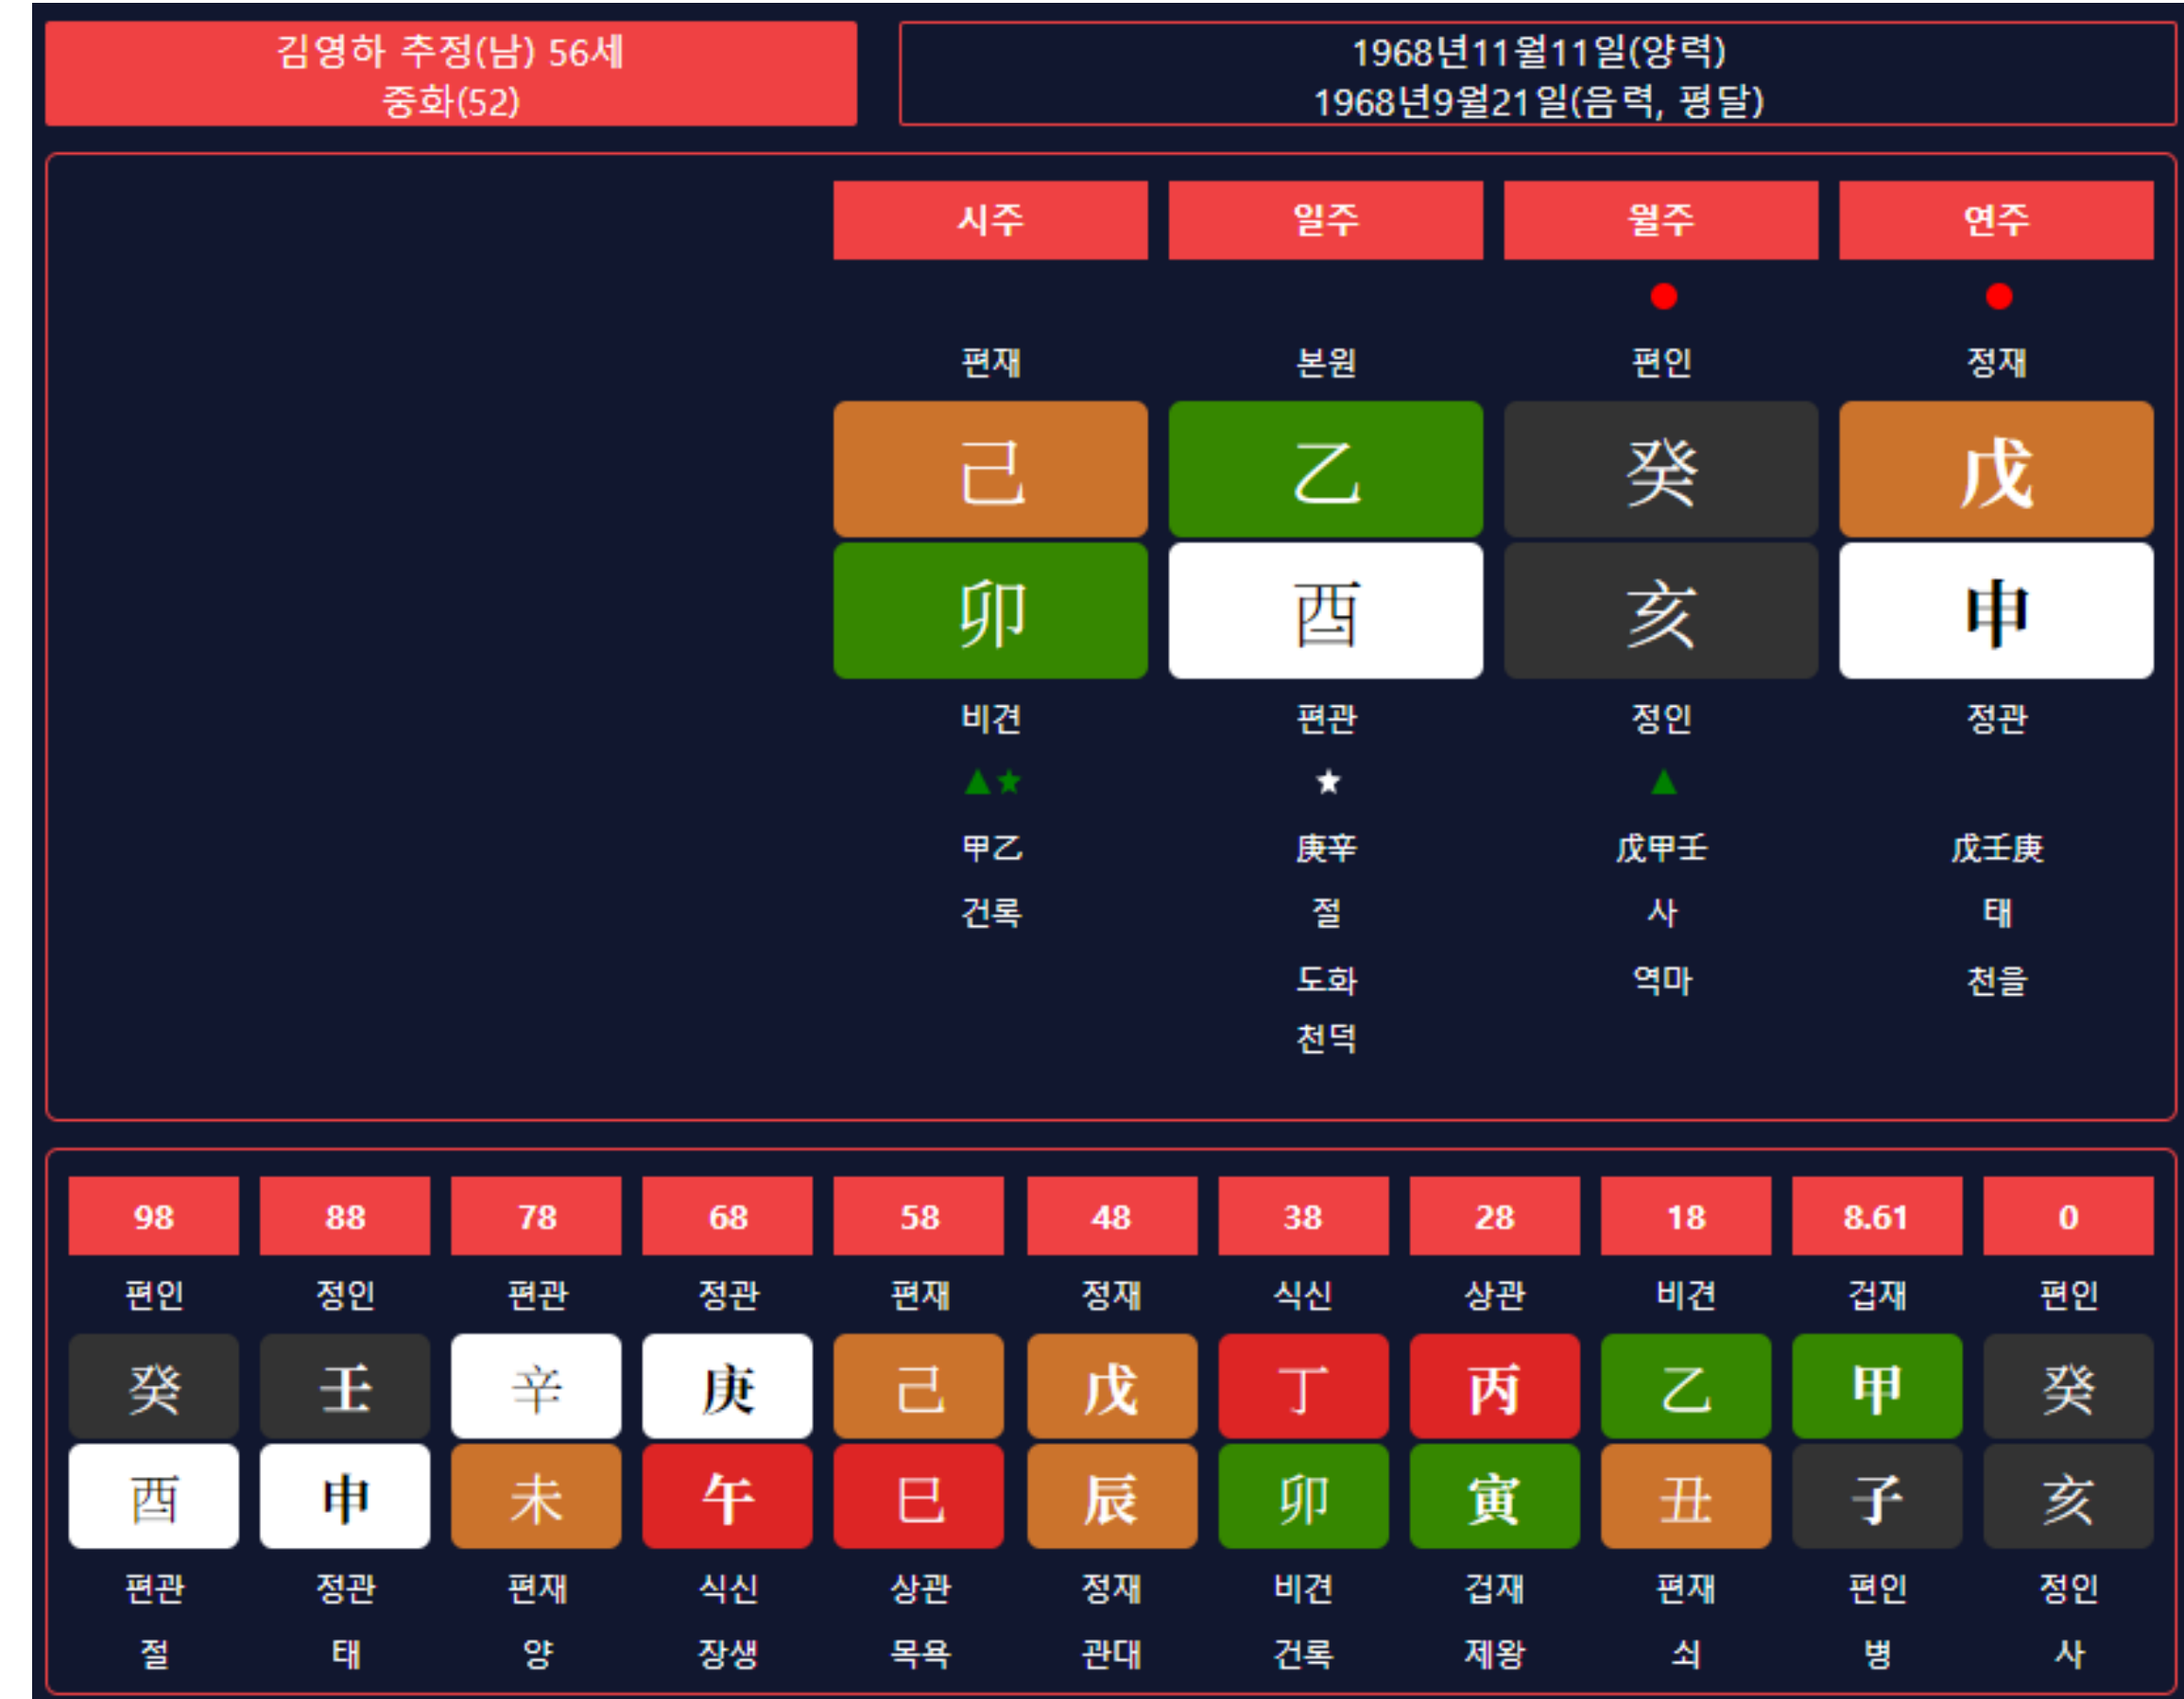 김영하 추정(남) 56세
중화(52)
1968년11월11일(양력)
1968년9월21일(음력, 평달)
시주 일주 월주 연주
편재 본원 편인 정재
己 乙 癸 戊
卯 酉 亥 申
비견 편관 정인 정관
甲乙 庚辛 戊甲壬 戊壬庚
건록 절 사 태
도화 역마 천을
천덕
98 88 78 68 58 48 38 28 18 8.61 0
편인 정인 편관 정관 편재 정재 식신 상관 비견 겁재 편인
癸 壬 辛 庚 己 戊 丁 丙 乙 甲 癸
酉 申 未 午 巳 辰 卯 寅 丑 子 亥
편관 정관 편재 식신 상관 정재 비견 겁재 편재 편인 정인
절 태 양 장생 목욕 관대 건록 제왕 쇠 병 사